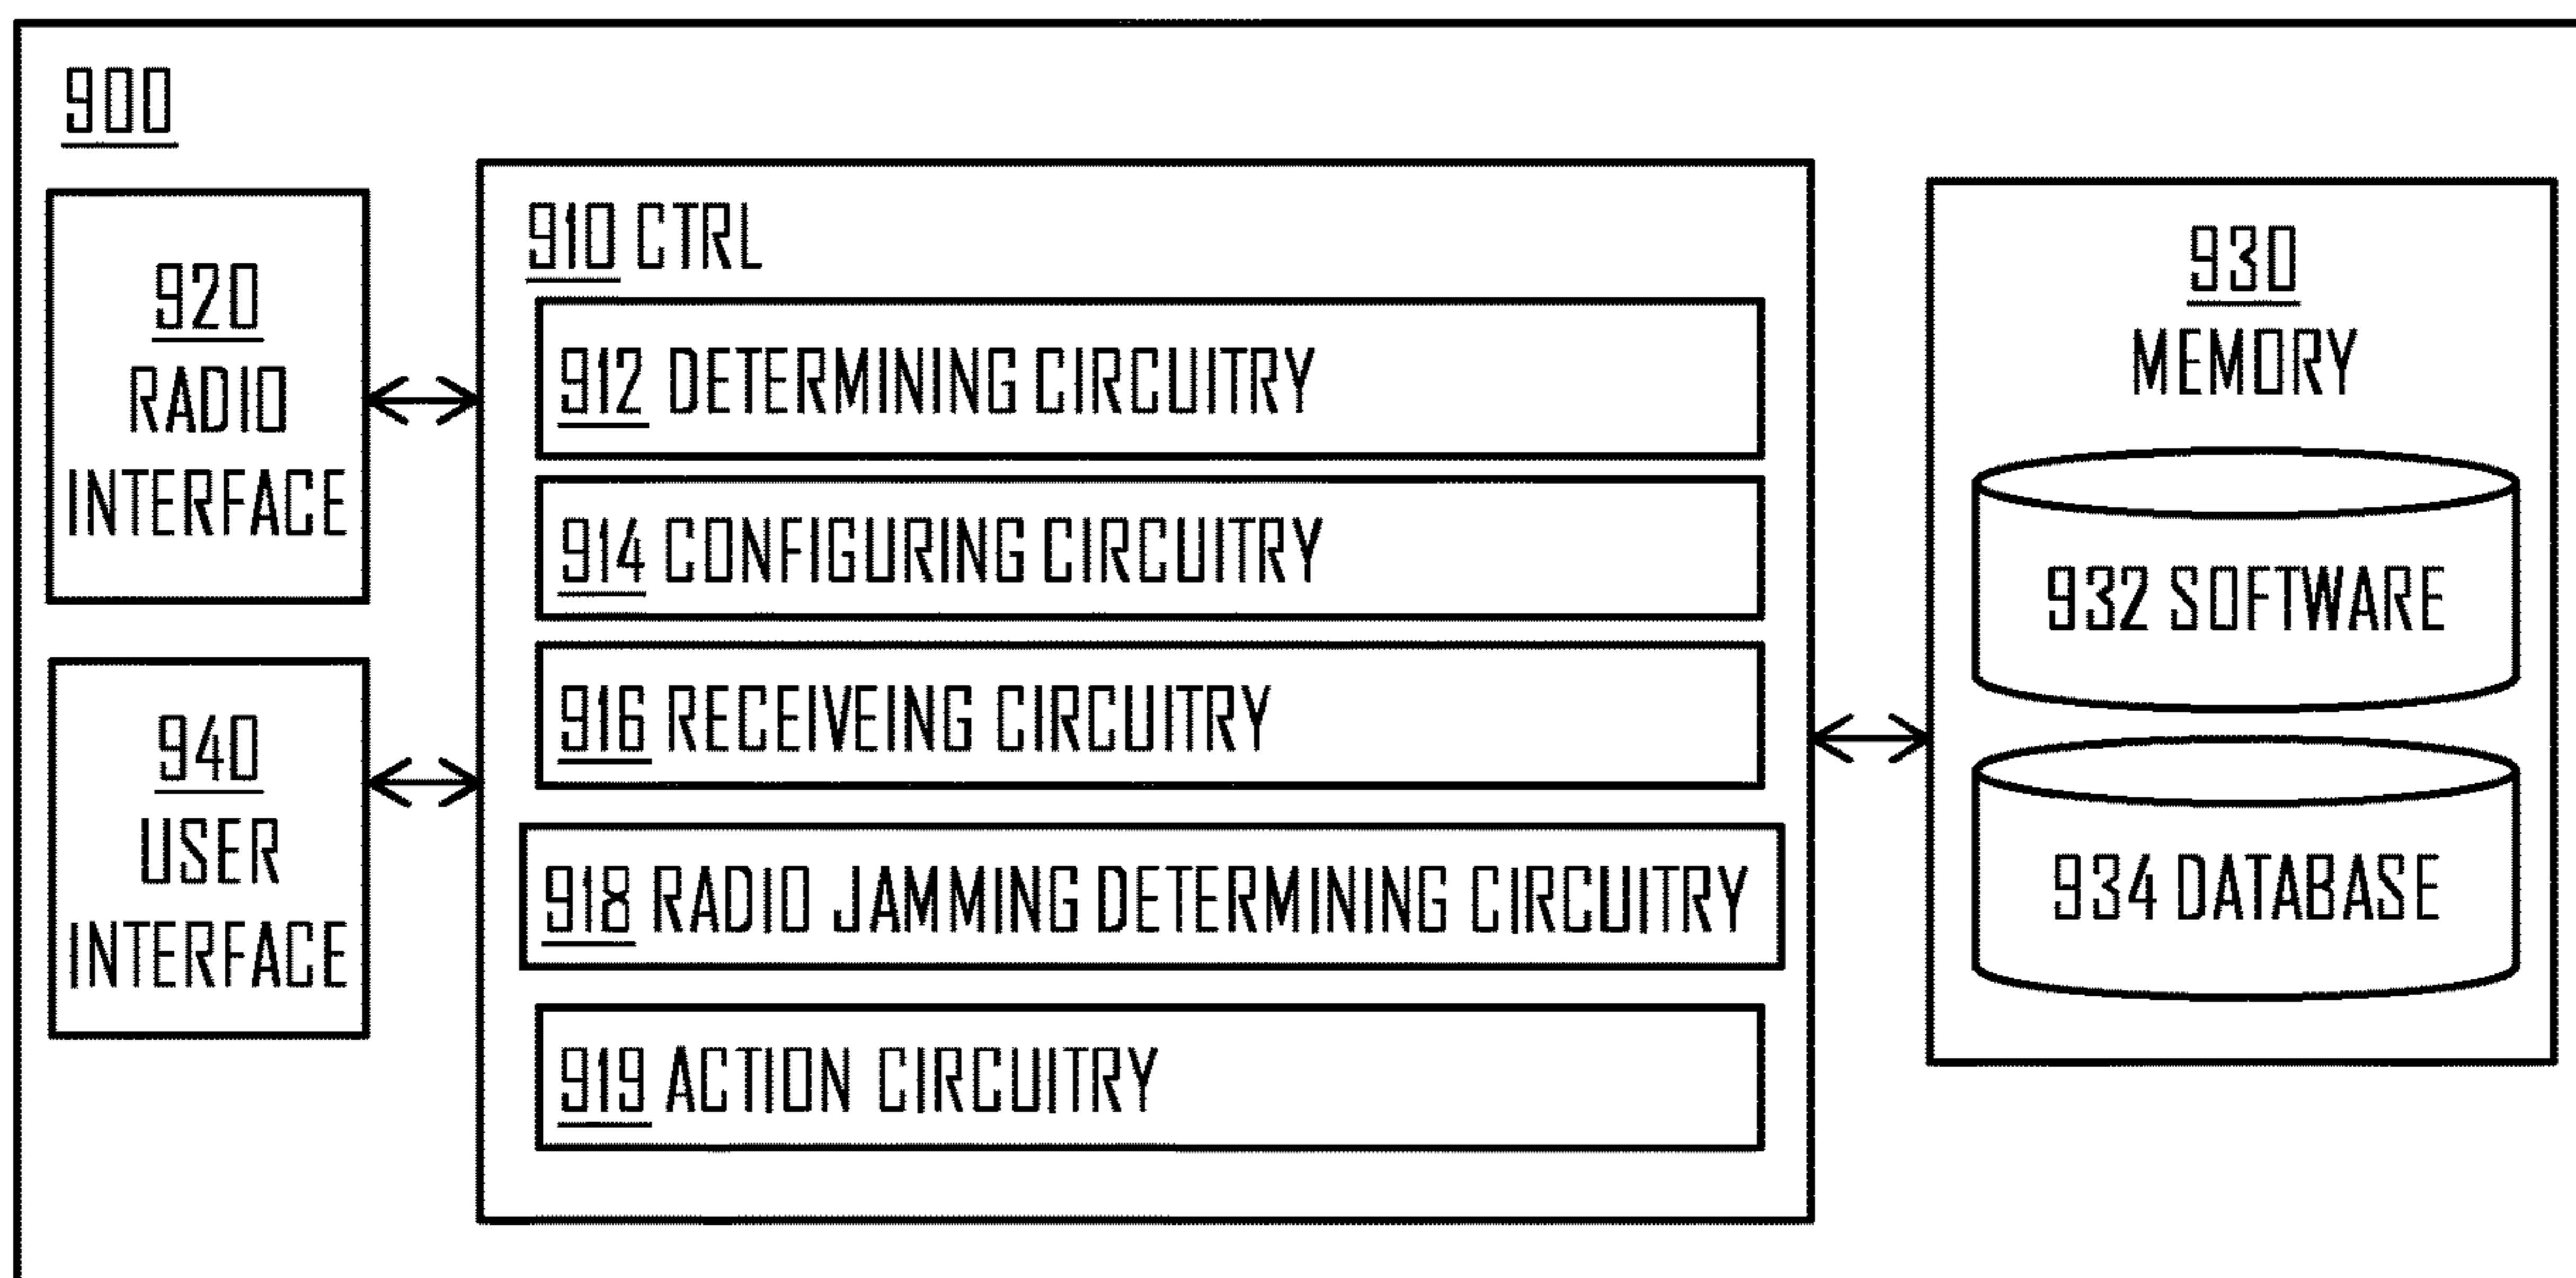 900
920
RADIO
INTERFACE
940
USER
INTERFACE
910 CTRL
912 DETERMINING CIRCUITRY
914 CONFIGURING CIRCUITRY
916 RECEIVEING CIRCUITRY
918 RADIO JAMMING DETERMINING CIRCUITRY
919 ACTION CIRCUITRY
930
MEMORY
932 SOFTWARE
934 DATABASE